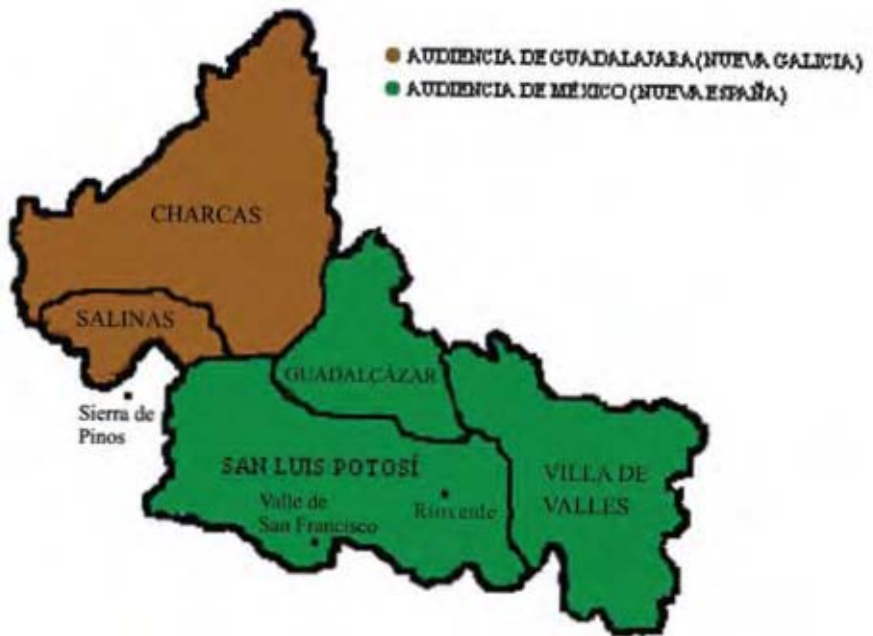 AUDIENCIA DE GUADALAJARA (NUEVA GALICIA)
AUDIENCIA DE MÉXICO (NUEVA ESPAÑA)
CHARCAS
SALINAS
GUADALCÁZAR
Sierra de
Pinos
SAN LUIS POTOSÍ
VILLA DE
VALLES
Valle de
San Francisco
Rioverde